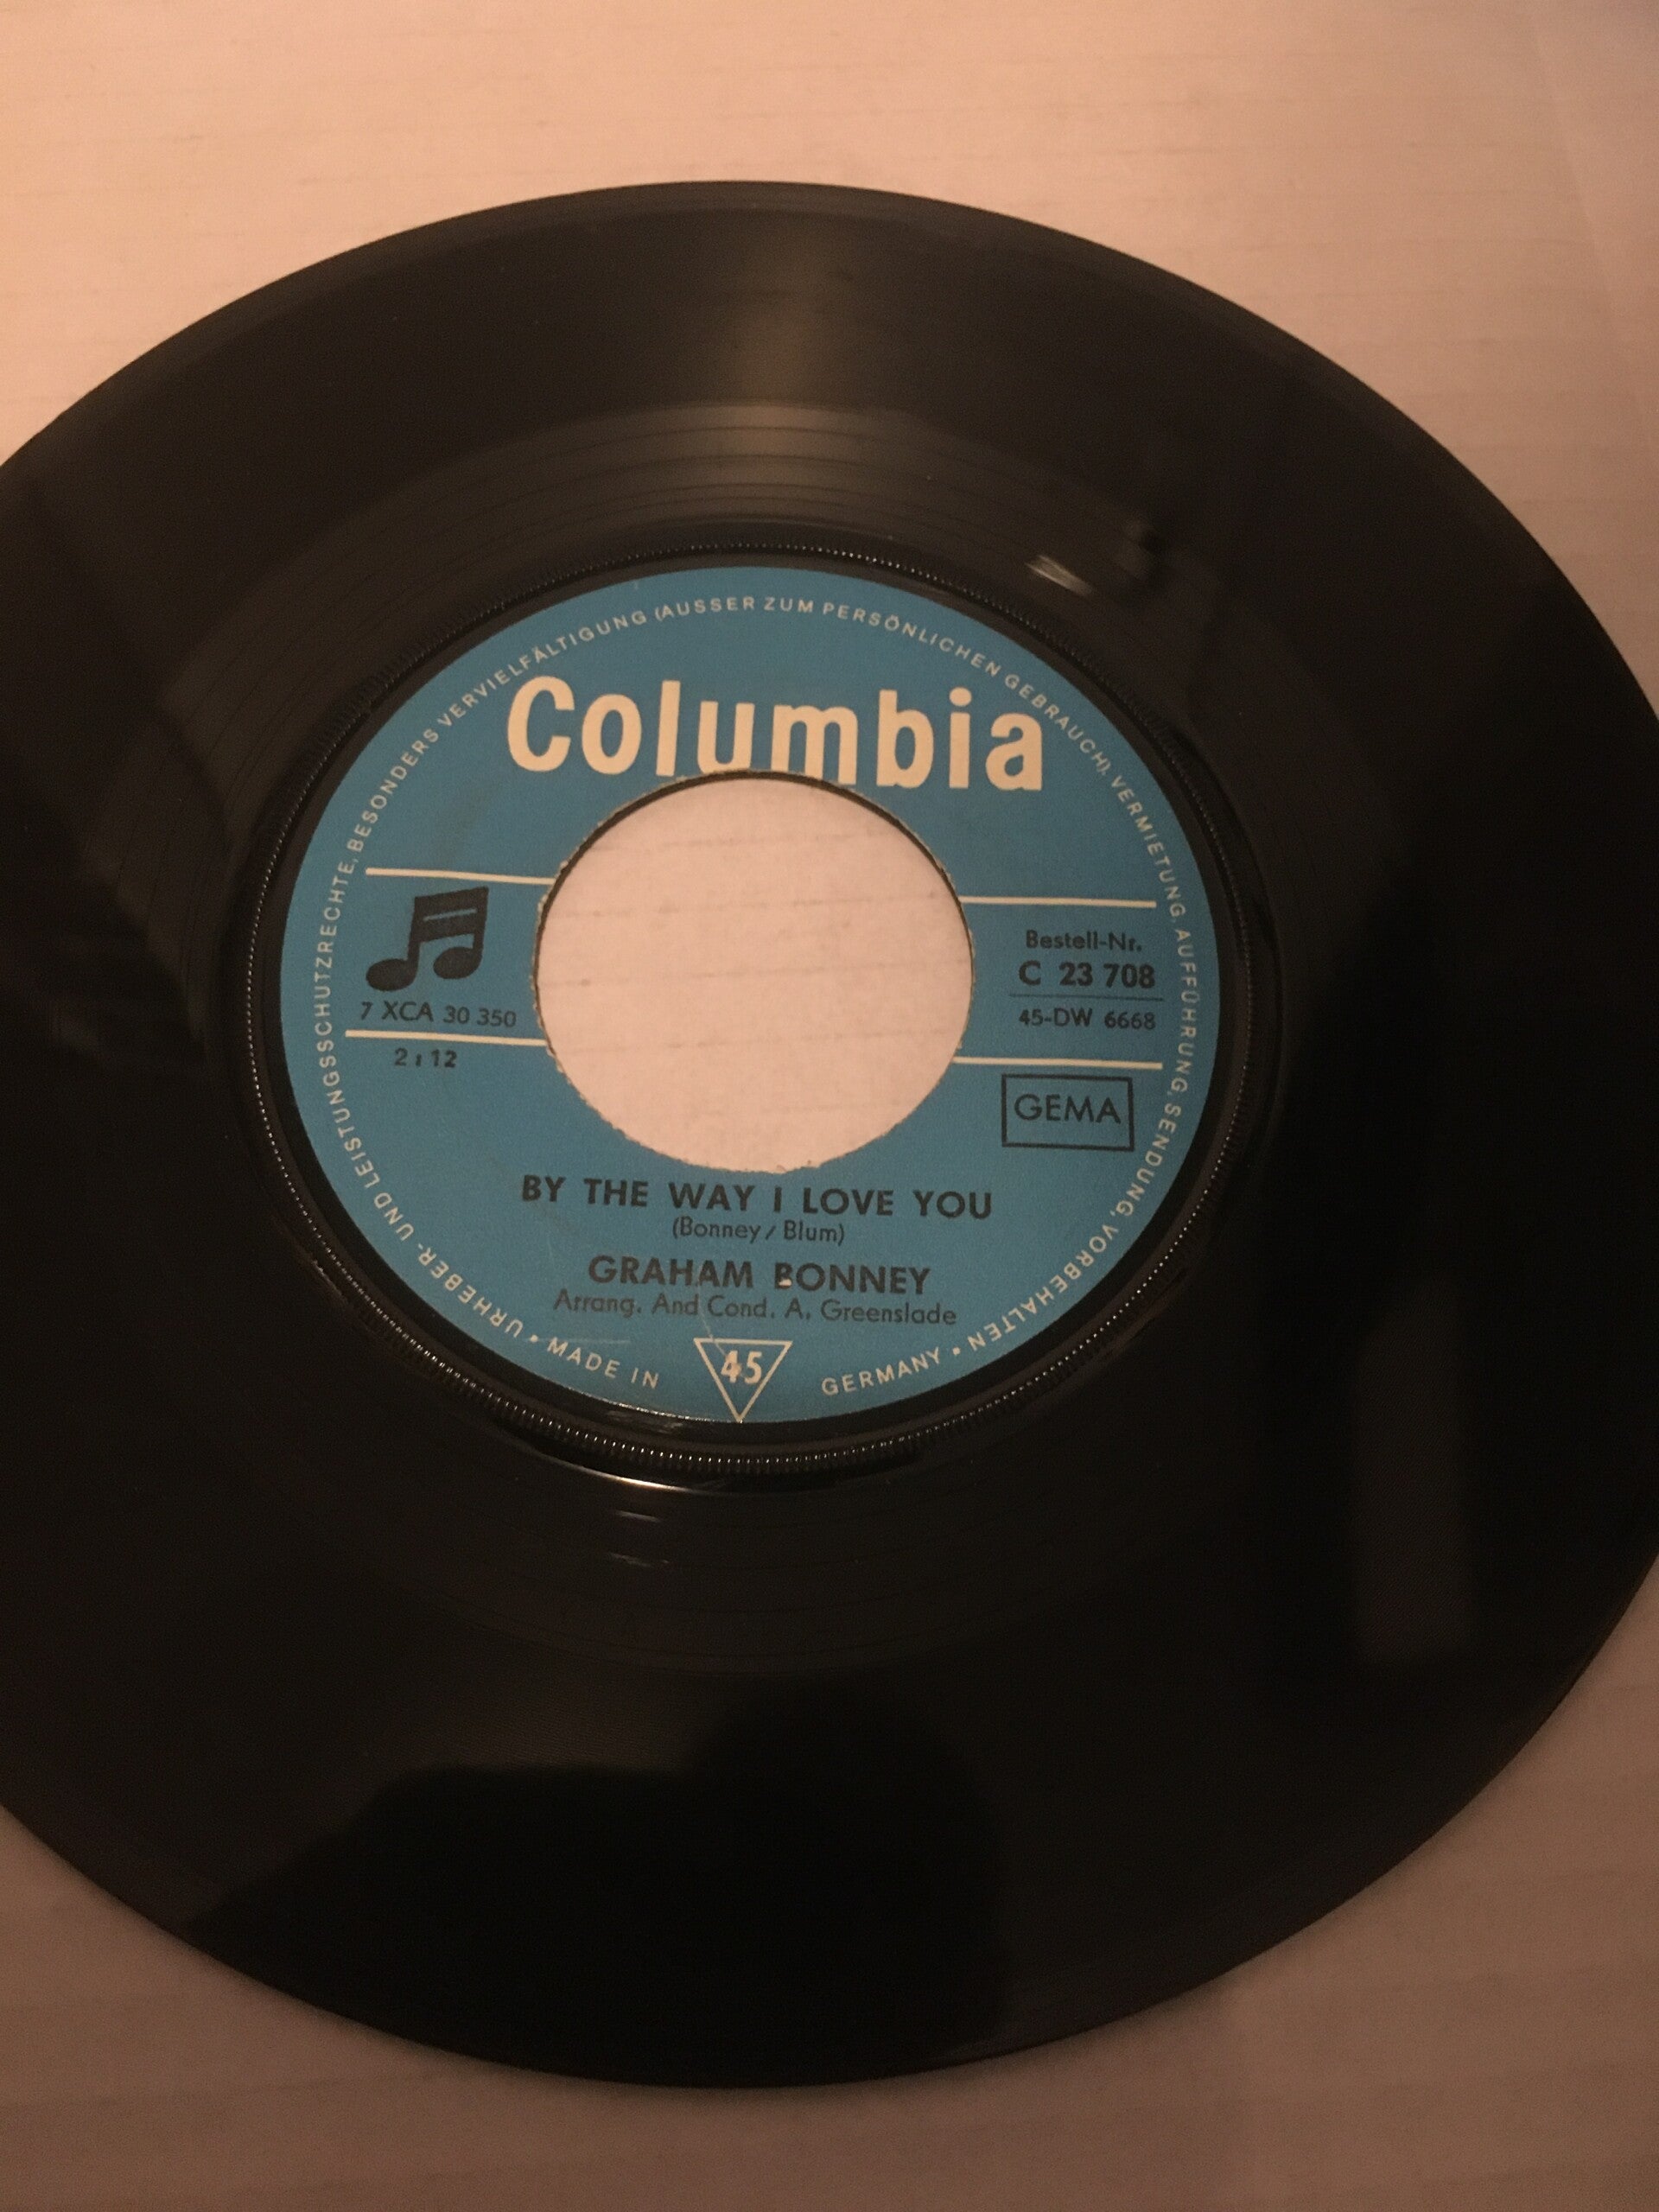 Columbia
7 XCA 30 350
2:12
Bestell-Nr.
C 23 708
45-DW 6668
GEMA
BY THE WAY I LOVE YOU
(Bonney / Blum)
GRAHAM BONNEY
Arrang. And Cond. A. Greenslade
45
MADE IN GERMANY • URHEBER- UND LEISTUNGSSCHUTZRECHTE, BESONDERS VERVIELFÄLTIGUNG (AUSSER ZUM PERSÖNLICHEN GEBRAUCH), VERMIETUNG, AUFFÜHRUNG, SENDUNG, VORBEHALTEN •